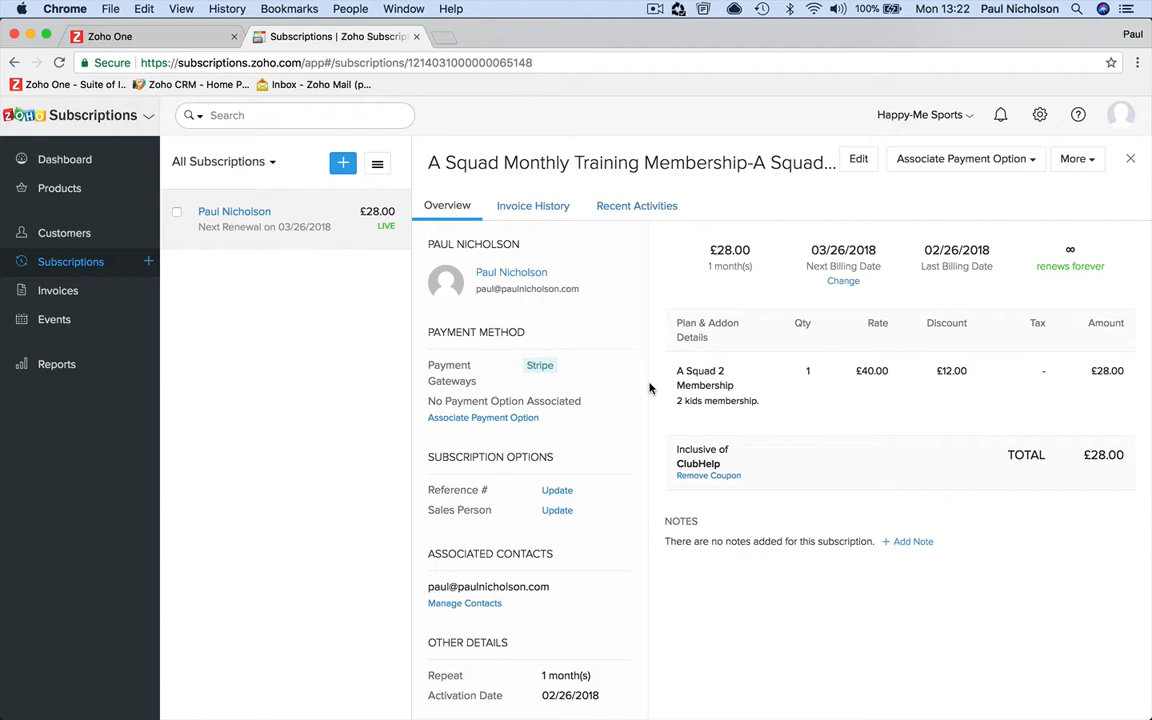 Chrome File Edit View History Bookmarks People Window Help 100% Mon 13:22 Paul Nicholson
Zoho One Subscriptions | Zoho Subscrip Paul
Secure https://subscriptions.zoho.com/app#/subscriptions/1214031000000065148
Zoho One - Suite of I... Zoho CRM - Home P... Inbox - Zoho Mail (p...
ZOHO Subscriptions Search Happy-Me Sports
Dashboard
Products
Customers
Subscriptions +
Invoices
Events
Reports
All Subscriptions +
Paul Nicholson £28.00
Next Renewal on 03/26/2018 LIVE
A Squad Monthly Training Membership-A Squad... Edit Associate Payment Option More
Overview Invoice History Recent Activities
PAUL NICHOLSON
Paul Nicholson
paul@paulnicholson.com
PAYMENT METHOD
Payment Gateways Stripe
No Payment Option Associated
Associate Payment Option
SUBSCRIPTION OPTIONS
Reference # Update
Sales Person Update
ASSOCIATED CONTACTS
paul@paulnicholson.com
Manage Contacts
OTHER DETAILS
Repeat 1 month(s)
Activation Date 02/26/2018
£28.00 03/26/2018 02/26/2018 ∞
1 month(s) Next Billing Date Last Billing Date renews forever
Change
Plan & Addon Qty Rate Discount Tax Amount
Details
A Squad 2 1 £40.00 £12.00 - £28.00
Membership
2 kids membership.
Inclusive of TOTAL £28.00
ClubHelp
Remove Coupon
NOTES
There are no notes added for this subscription. + Add Note